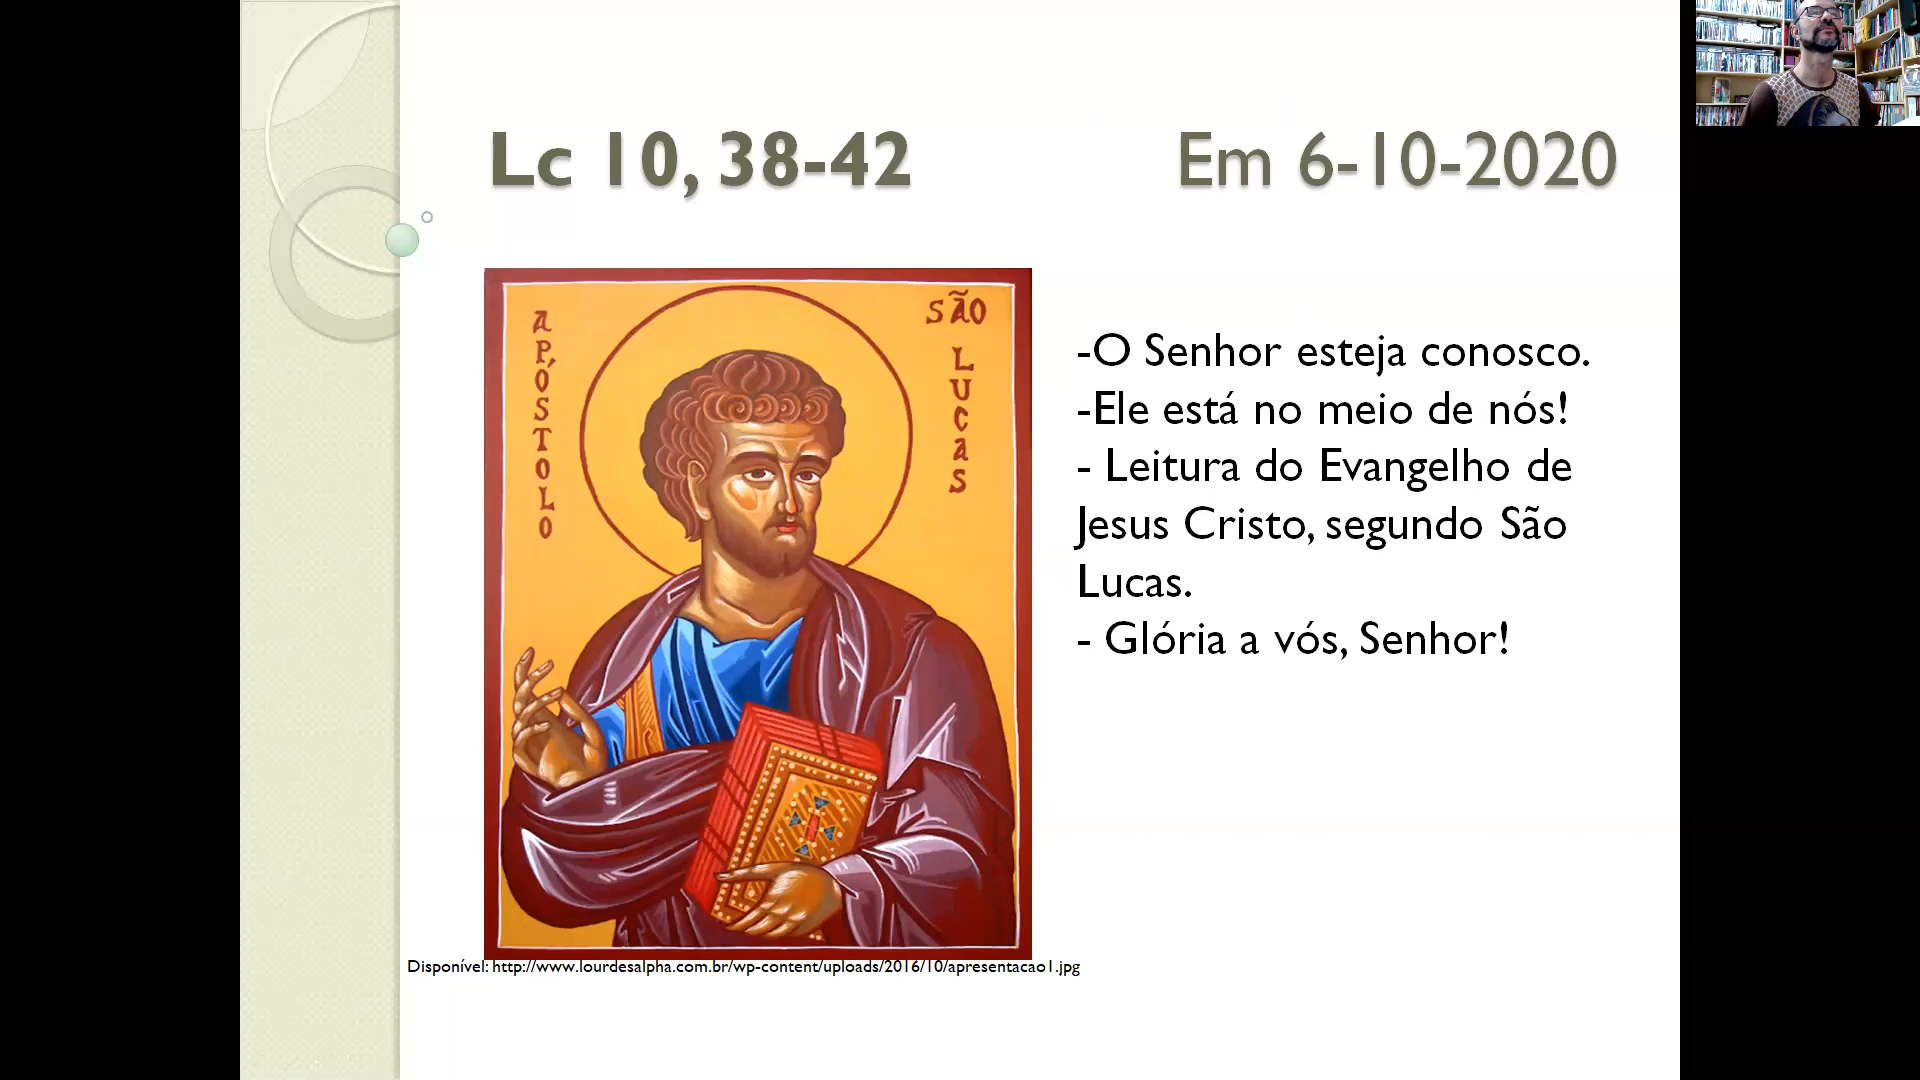 Lc 10, 38-42
Em 6-10-2020
APÓSTOLO
SÃO
LUCAS
-O Senhor esteja conosco.
-Ele está no meio de nós!
- Leitura do Evangelho de
Jesus Cristo, segundo São
Lucas.
- Glória a vós, Senhor!
Disponível: http://www.lourdesalpha.com.br/wp-content/uploads/2016/10/apresentacao1.jpg